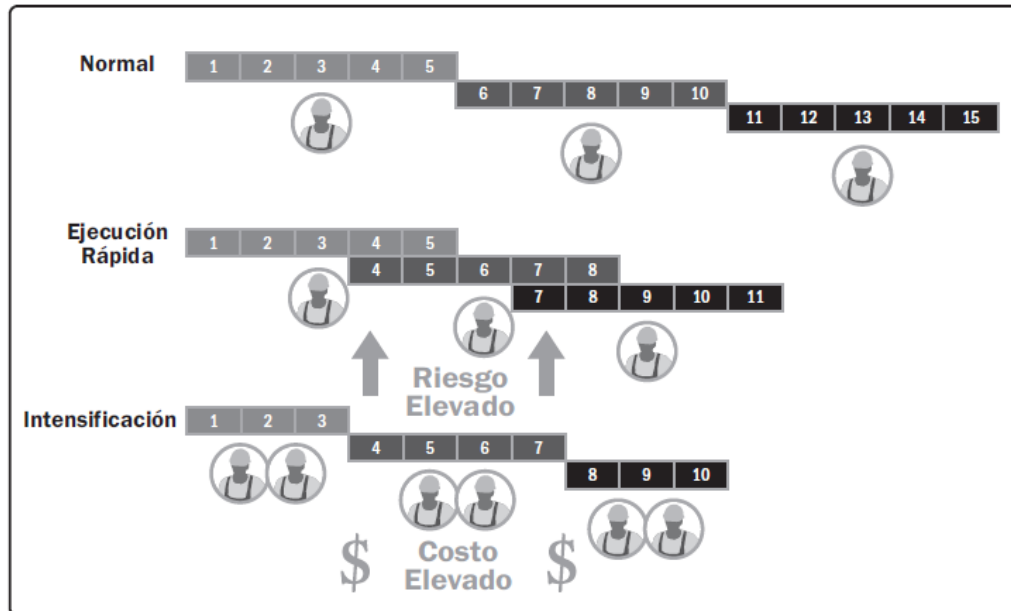 Normal
1 2 3 4 5
6 7 8 9 10
11 12 13 14 15
Ejecución
Rápida
1 2 3 4 5
4 5 6 7 8
7 8 9 10 11
Riesgo
Elevado
Intensificación
1 2 3
4 5 6 7
8 9 10
$ Costo $
Elevado